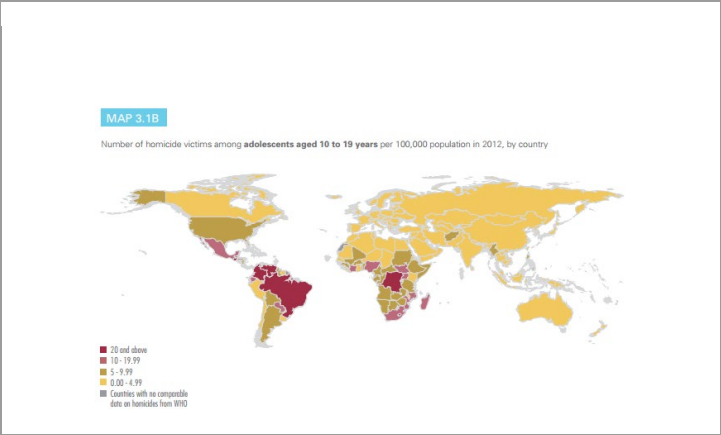 MAP 3.1B
Number of homicide victims among adolescents aged 10 to 19 years per 100,000 population in 2012, by country
20 and above
10 - 19.99
5 - 9.99
0.00 - 4.99
Countries with no comparable
data on homicides from WHO